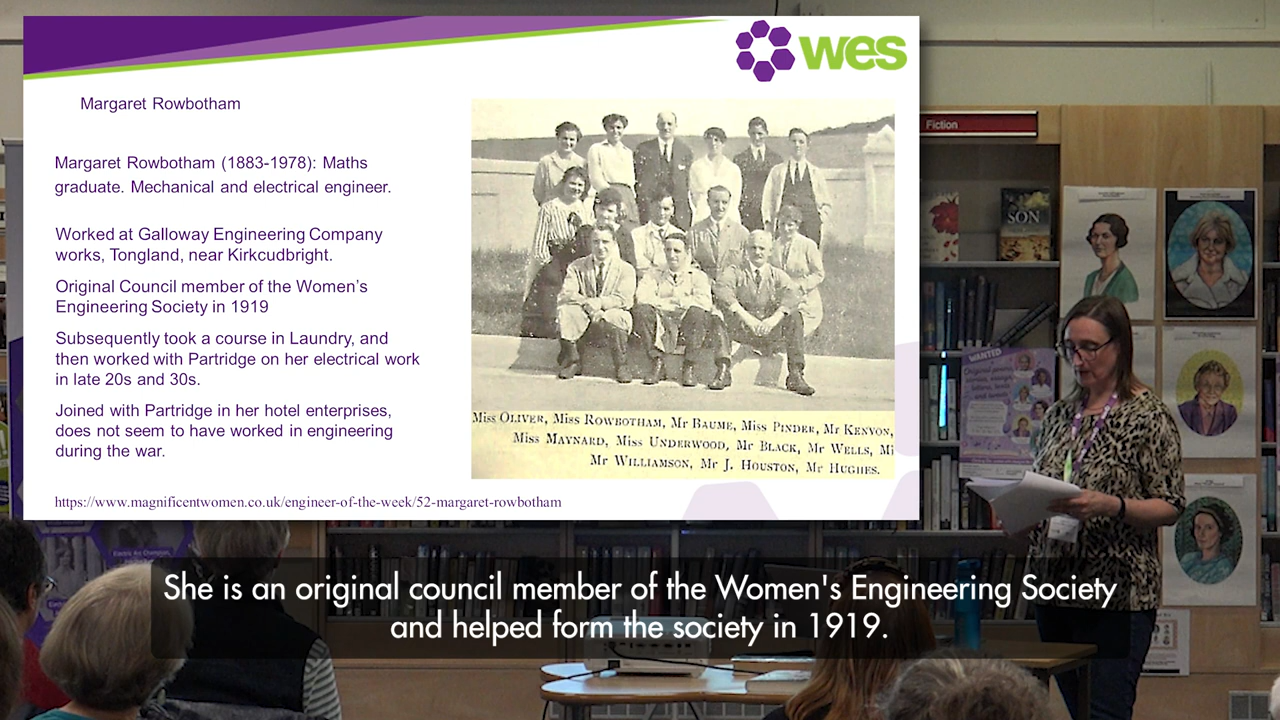 wes
Margaret Rowbotham
Margaret Rowbotham (1883-1978): Maths
graduate. Mechanical and electrical engineer.
Worked at Galloway Engineering Company
works, Tongland, near Kirkcudbright.
Original Council member of the Women's
Engineering Society in 1919
Subsequently took a course in Laundry, and
then worked with Partridge on her electrical work
in late 20s and 30s.
Joined with Partridge in her hotel enterprises,
does not seem to have worked in engineering
during the war.
https://www.magnificentwomen.co.uk/engineer-of-the-week/52-margaret-rowbotham
Miss Oliver, Miss Rowbotham, Mr Baume, Miss Pinder, Mr Kenyon,
Miss Maynard, Miss Underwood, Mr Black, Mr Wells, Mi
Mr Williamson, Mr J. Houston, Mr Hughes.
Fiction
SON
WANTED
She is an original council member of the Women's Engineering Society
and helped form the society in 1919.